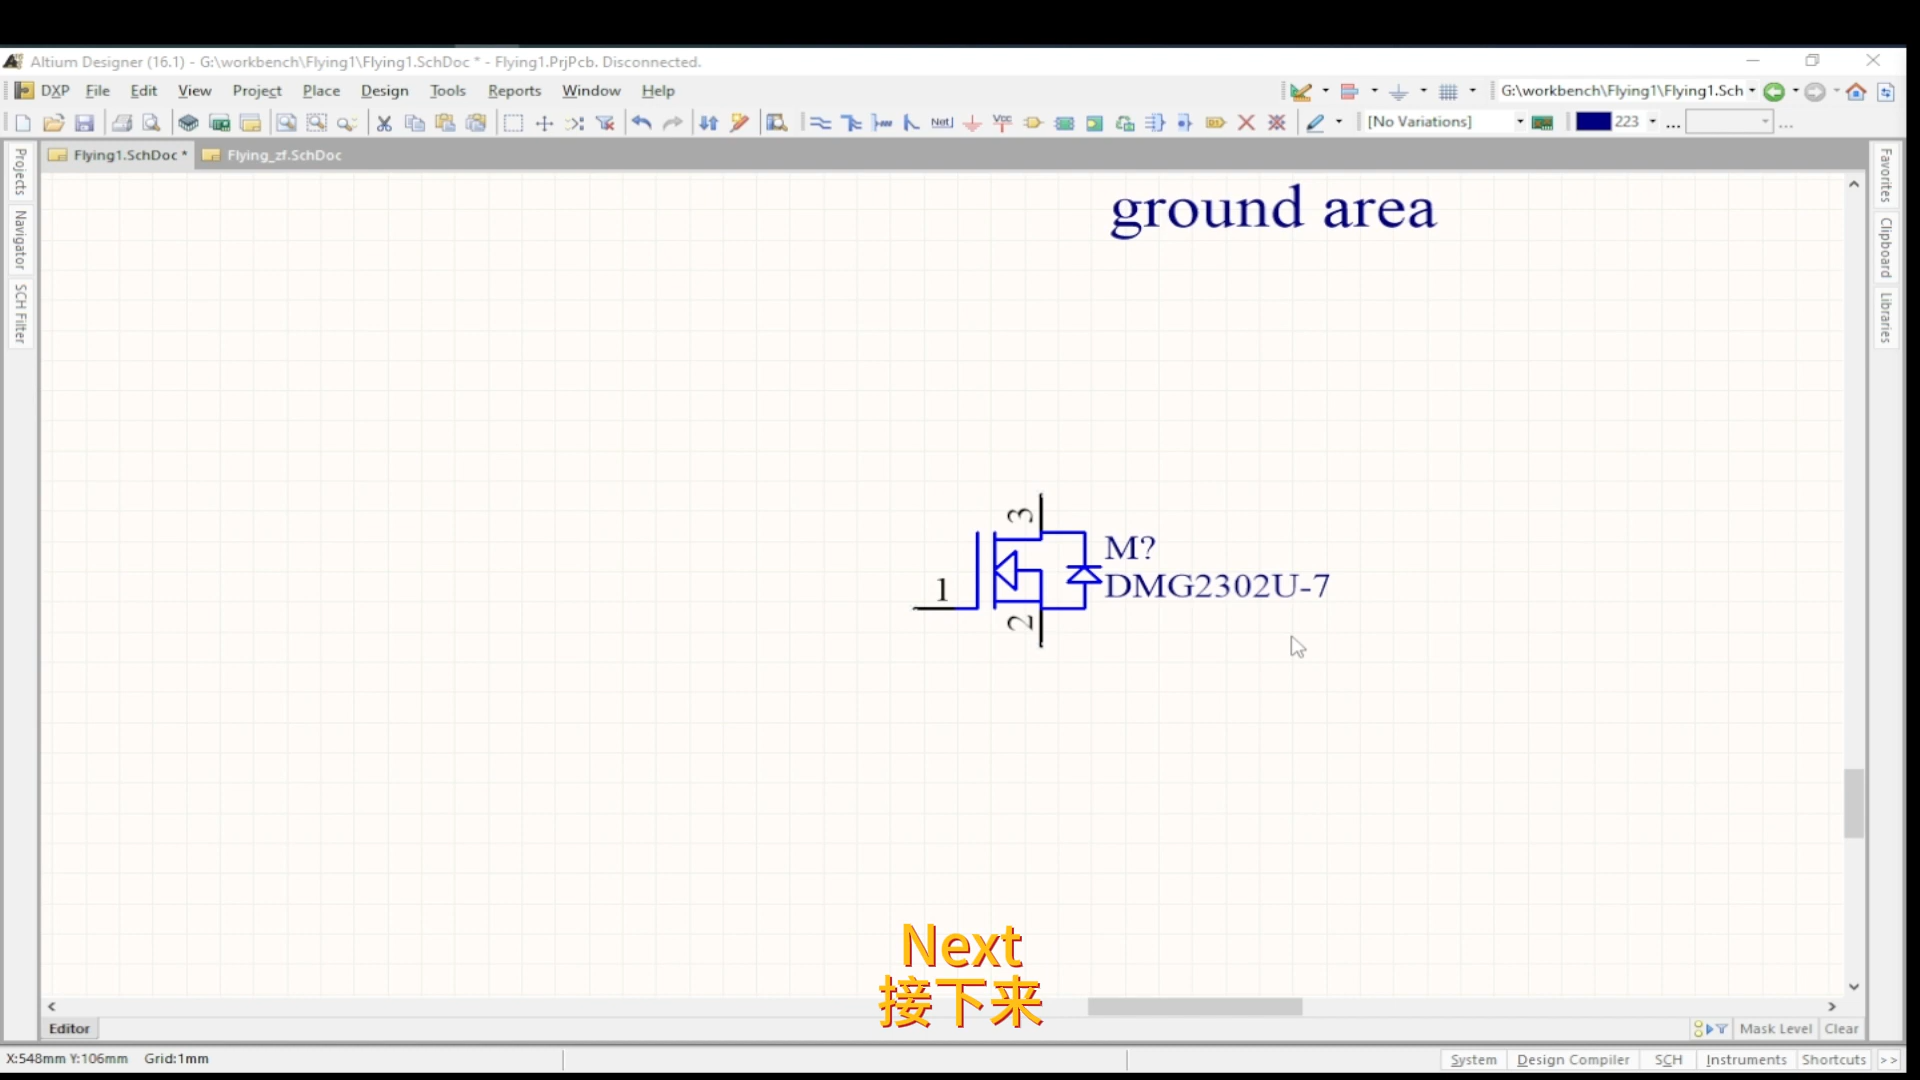 Altium Designer (16.1) - G:\workbench\Flying1\Flying1.SchDoc * - Flying1.PrjPcb. Disconnected.
DXP File Edit View Project Place Design Tools Reports Window Help G:\workbench\Flying1\Flying1.Sch
Net Vcc D1 [No Variations] 223 ...
Flying1.SchDoc * Flying_zf.SchDoc
Projects
Navigator
SCH Filter
Favorites
Clipboard
Libraries
ground area
3
M?
1
DMG2302U-7
2
Next
接下来
Editor Mask Level Clear
X:548mm Y:106mm Grid:1mm System Design Compiler SCH Instruments Shortcuts >>